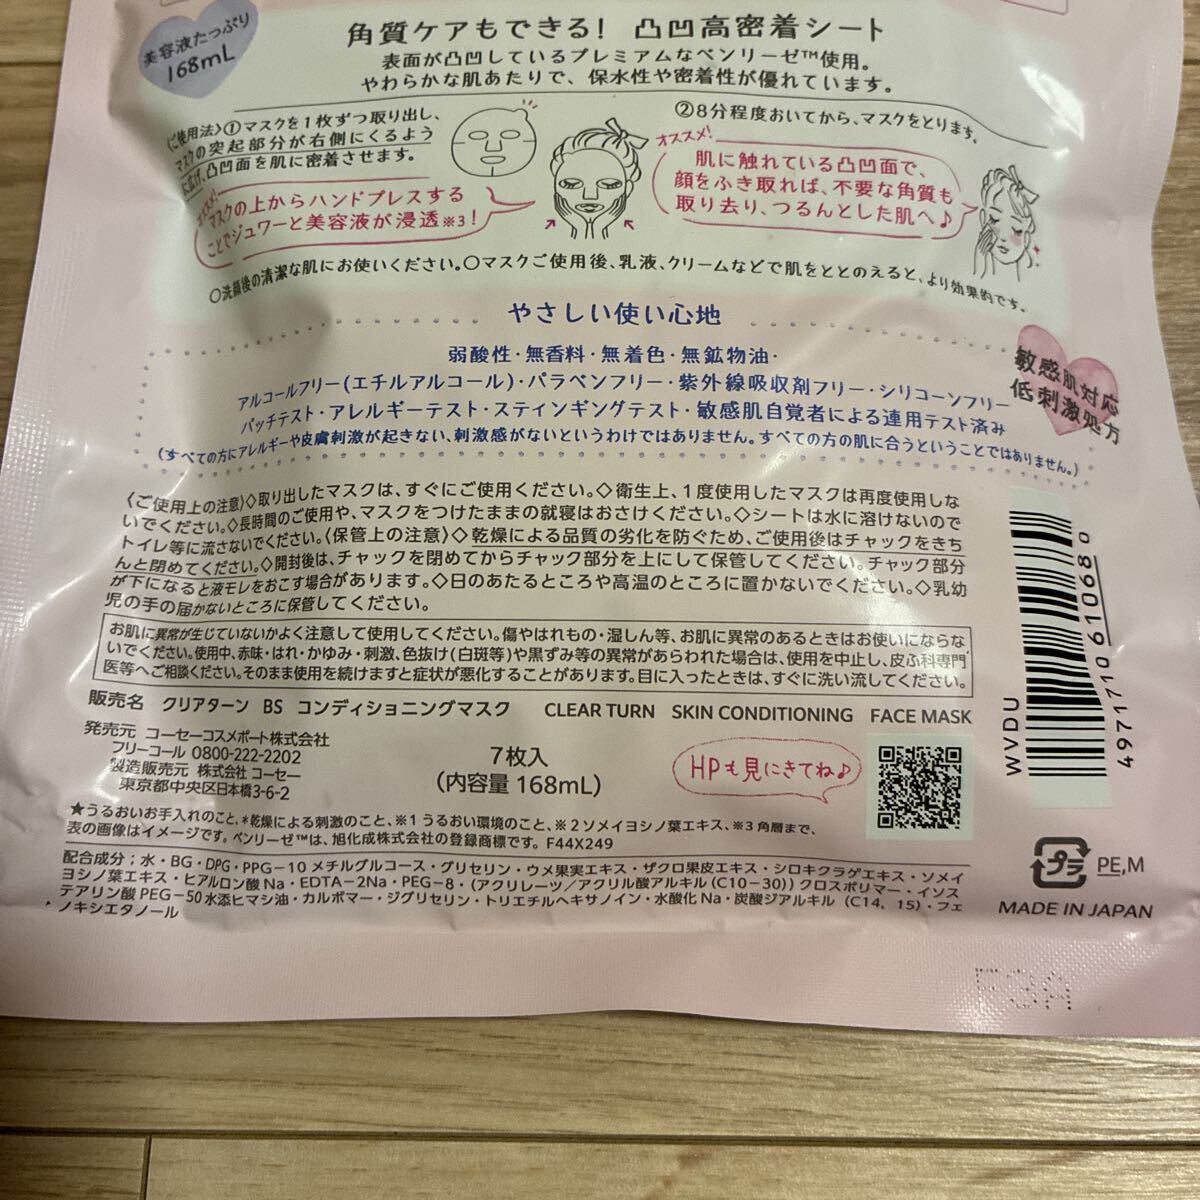 美容液たっぷり
168mL
角質ケアもできる! 凸凹高密着シート
表面が凸凹しているプレミアムなベンリーゼ™使用。
やわらかな肌あたりで、保水性や密着性が優れています。
〈ご使用法〉①マスクを1枚ずつ取り出し、
マスクの突起部分が右側にくるよう
に広げ、凸凹面を肌に密着させます。
オススメ!
マスクの上からハンドプレスする
ことでジュワーと美容液が浸透※3!
②8分程度おいてから、マスクをとります。
オススメ!
肌に触れている凸凹面で、
顔をふき取れば、不要な角質も
取り去り、つるんとした肌へ♪
○洗顔後の清潔な肌にお使いください。○マスクご使用後、乳液、クリームなどで肌をととのえると、より効果的です。
やさしい使い心地
弱酸性・無香料・無着色・無鉱物油・
アルコールフリー(エチルアルコール)・パラベンフリー・紫外線吸収剤フリー・シリコーンフリー
パッチテスト・アレルギーテスト・スティンギングテスト・敏感肌自覚者による連用テスト済み
(すべての方にアレルギーや皮膚刺激が起きない、刺激感がないというわけではありません。すべての方の肌に合うということではありません。)
敏感肌対応
低刺激処方
〈ご使用上の注意〉◇取り出したマスクは、すぐにご使用ください。◇衛生上、1度使用したマスクは再度使用しな
いでください。◇長時間のご使用や、マスクをつけたままの就寝はおさけください。◇シートは水に溶けないので
トイレ等に流さないでください。〈保管上の注意〉◇乾燥による品質の劣化を防ぐため、ご使用後はチャックをきち
んと閉めてください。◇開封後は、チャックを閉めてからチャック部分を上にして保管してください。チャック部分
が下になると液モレをおこす場合があります。◇日のあたるところや高温のところに置かないでください。◇乳幼
児の手の届かないところに保管してください。
お肌に異常が生じていないかよく注意して使用してください。傷やはれもの・湿しん等、お肌に異常のあるときはお使いにならな
いでください。使用中、赤味・はれ・かゆみ・刺激、色抜け(白斑等)や黒ずみ等の異常があらわれた場合は、使用を中止し、皮ふ科専門
医等へご相談ください。そのまま使用を続けますと症状が悪化することがあります。目に入ったときは、すぐに洗い流してください。
販売名 クリアターン BS コンディショニングマスク CLEAR TURN SKIN CONDITIONING FACE MASK
発売元 コーセーコスメポート株式会社
フリーコール 0800-222-2202
製造販売元 株式会社 コーセー
東京都中央区日本橋3-6-2
7枚入
(内容量 168mL)
HPも見にきてね♪
WVDU
4971710610680
★うるおいお手入れのこと、*乾燥による刺激のこと、※1うるおい環境のこと、※2ソメイヨシノ葉エキス、※3角層まで、
表の画像はイメージです。ベンリーゼ™は、旭化成株式会社の登録商標です。F44X249
配合成分;水・BG・DPG・PPG-10メチルグルコース・グリセリン・ウメ果実エキス・ザクロ果皮エキス・シロキクラゲエキス・ソメイ
ヨシノ葉エキス・ヒアルロン酸Na・EDTA-2Na・PEG-8・(アクリレーツ/アクリル酸アルキル(C10-30))クロスポリマー・イソス
テアリン酸PEG-50水添ヒマシ油・カルボマー・ジグリセリン・トリエチルヘキサノイン・水酸化Na・炭酸ジアルキル(C14,15)・フェ
ノキシエタノール
プラ
PE,M
MADE IN JAPAN
F3A